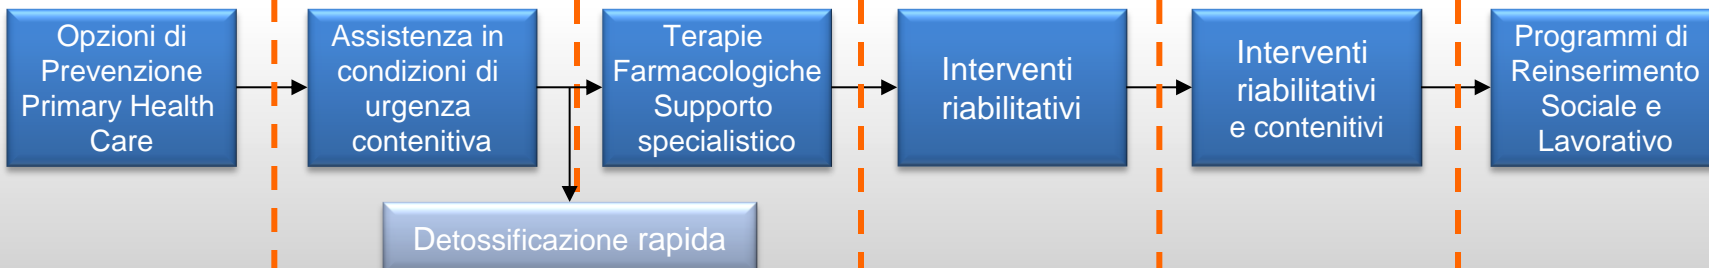 Opzioni di
Prevenzione
Primary Health
Care
Assistenza in
condizioni di
urgenza
contenitiva
Terapie
Farmacologiche
Supporto
specialistico
Interventi
riabilitativi
Interventi
riabilitativi
e contenitivi
Programmi di
Reinserimento
Sociale e
Lavorativo
Detossificazione rapida